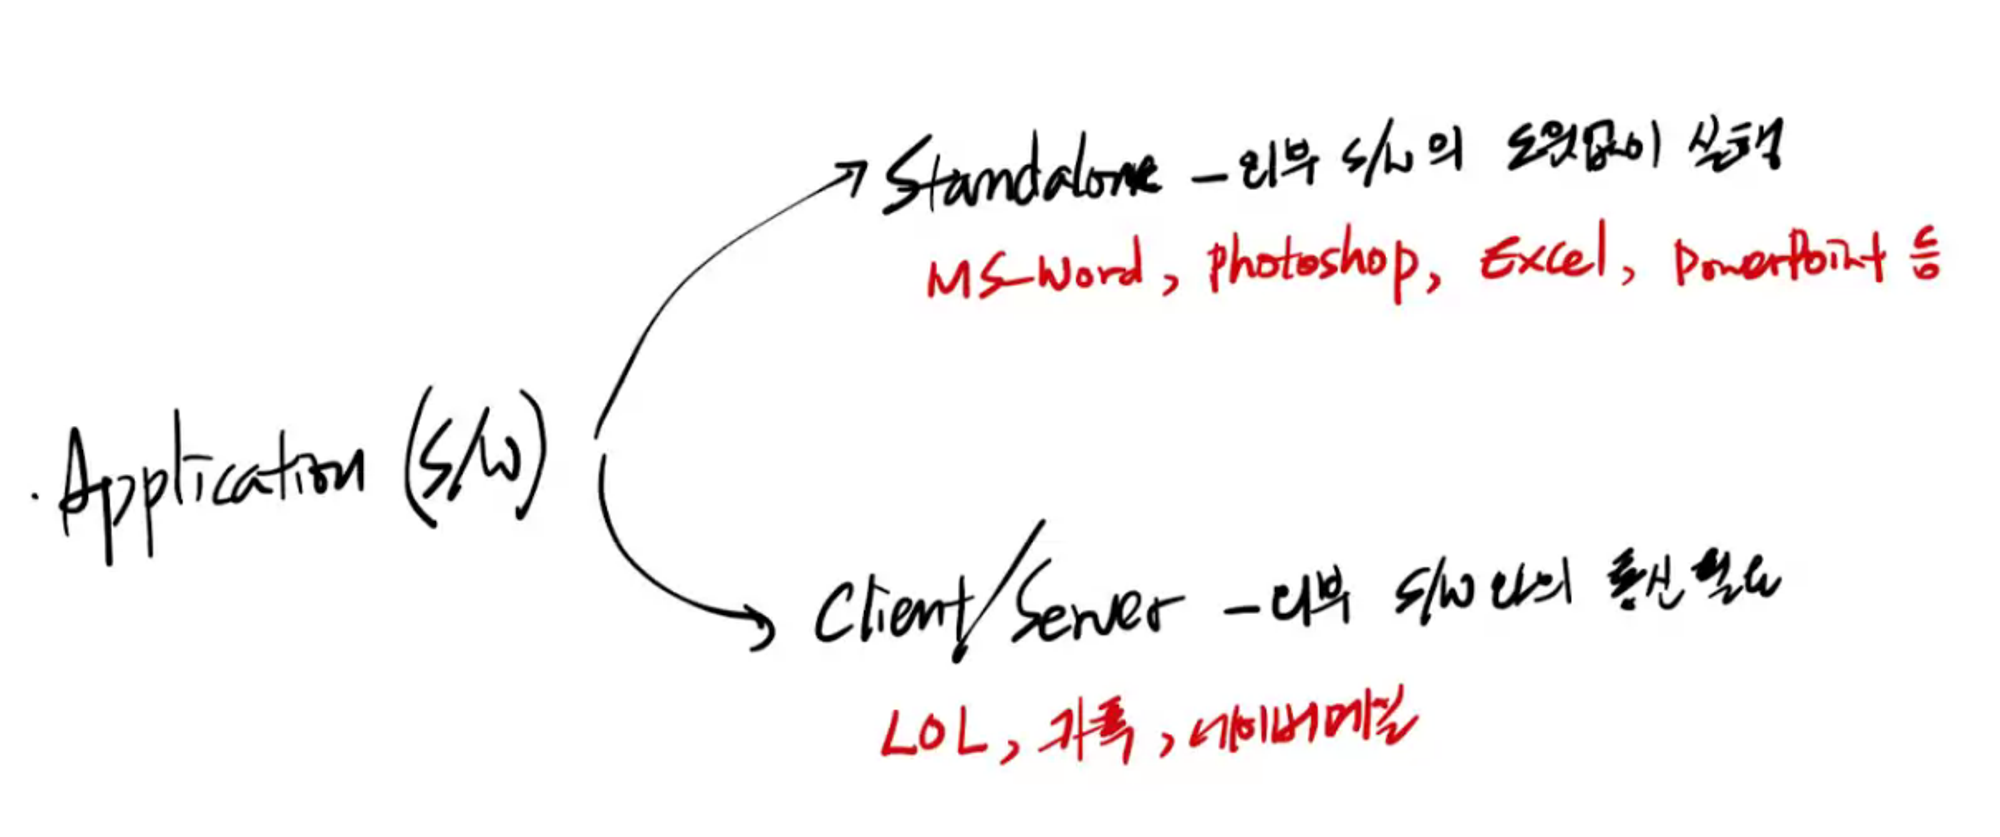 Standalone - 외부 S/W의 도움없이 실행
MS-Word, Photoshop, Excel, PowerPoint 등
· Application (S/W)
Client/Server - 외부 S/W와의 통신 필요
LOL, 카톡, 네이버메일